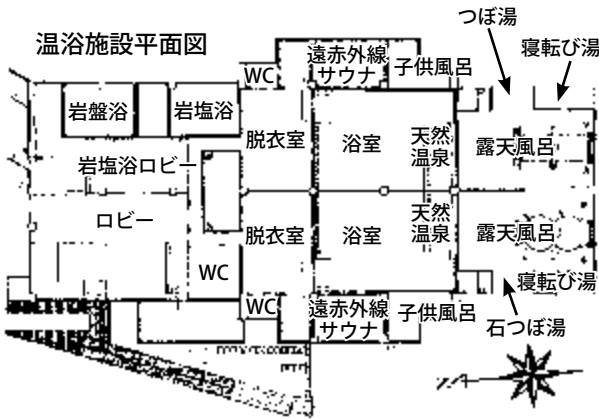 温浴施設平面図
つぼ湯
寝転び湯
WC
遠赤外線
サウナ
子供風呂
岩盤浴
岩塩浴
脱衣室
浴室
天然
温泉
露天風呂
岩塩浴ロビー
ロビー
脱衣室
浴室
天然
温泉
露天風呂
WC
寝転び湯
WC
遠赤外線
サウナ
子供風呂
石つぼ湯